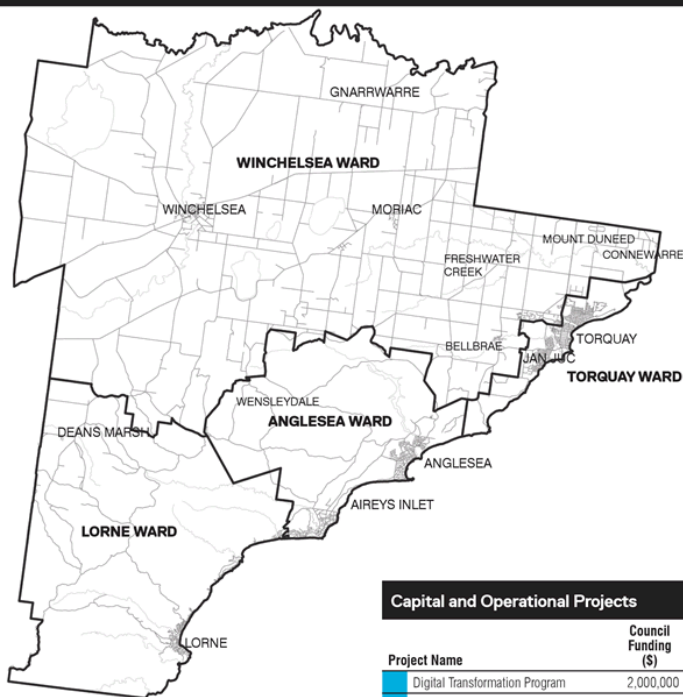 GNARRWARRE
WINCHELSEA WARD
WINCHELSEA
MORIAC
MOUNT DUNEED
CONNEWARRE
FRESHWATER
CREEK
TORQUAY
BELLBRAE
JAN JUC
TORQUAY WARD
WENSLEYDALE
ANGLESEA WARD
DEANS MARSH
ANGLESEA
AIREYS INLET
LORNE WARD
LORNE
Capital and Operational Projects
Council
Funding
($)
Project Name
Digital Transformation Program 2,000,000